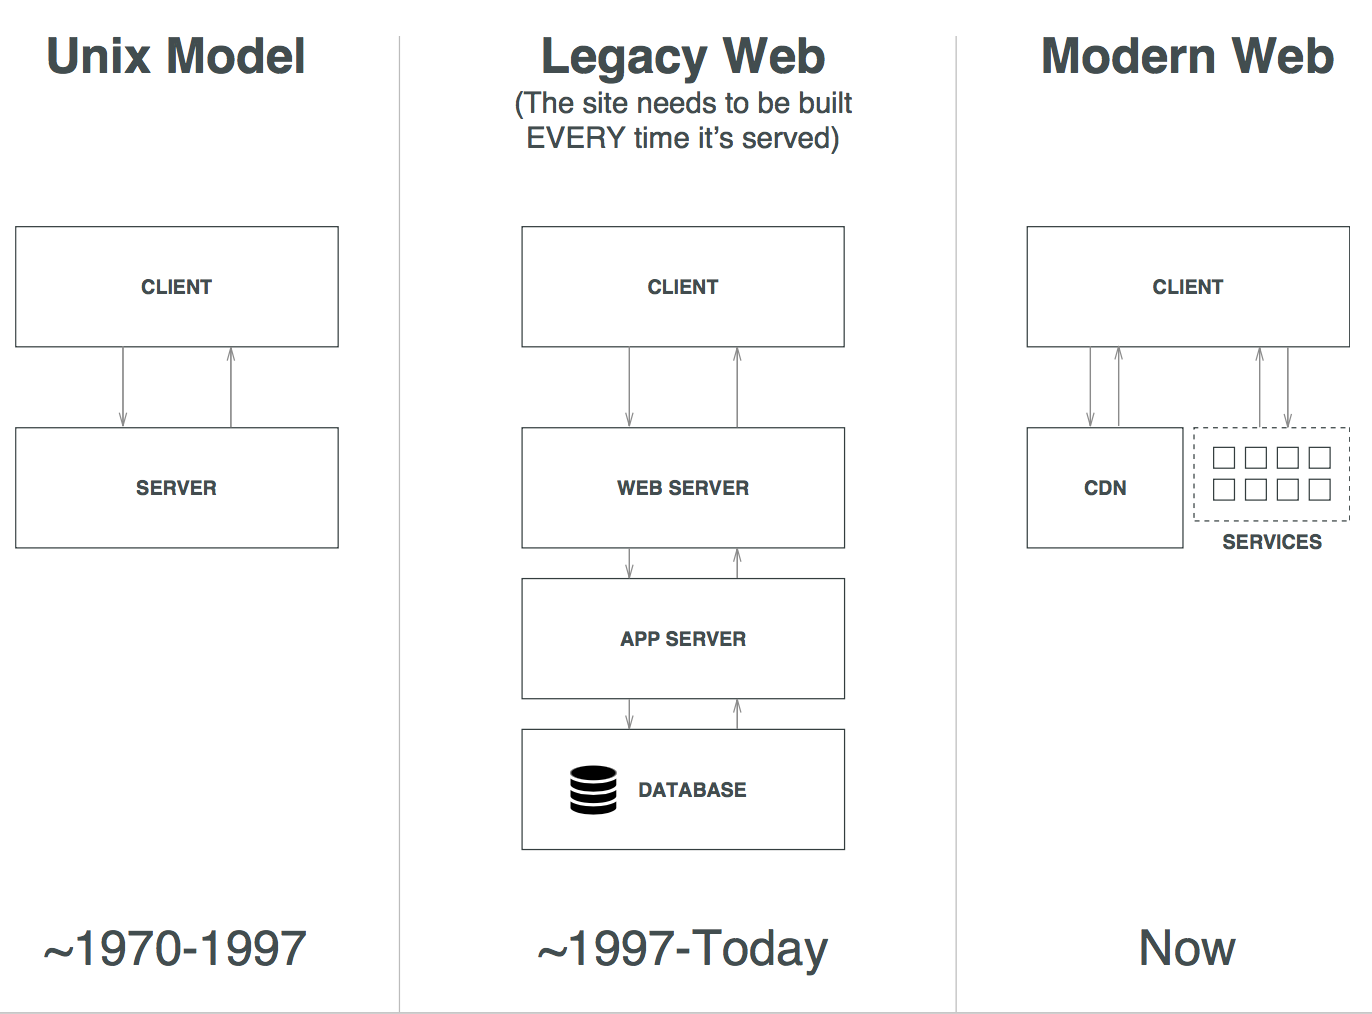 Unix Model
CLIENT
SERVER
~1970-1997
Legacy Web
(The site needs to be built
EVERY time it’s served)
CLIENT
WEB SERVER
APP SERVER
DATABASE
~1997-Today
Modern Web
CLIENT
CDN
SERVICES
Now